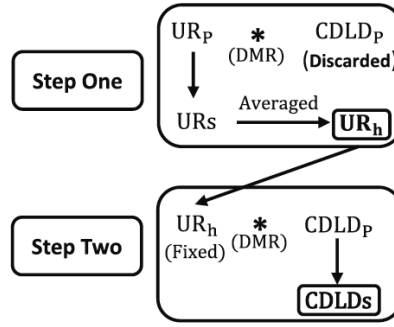 Step One
UR_P * CDLD_P
(DMR) (Discarded)
URs Averaged UR_h
Step Two
UR_h * CDLD_P
(Fixed) (DMR)
CDLDs